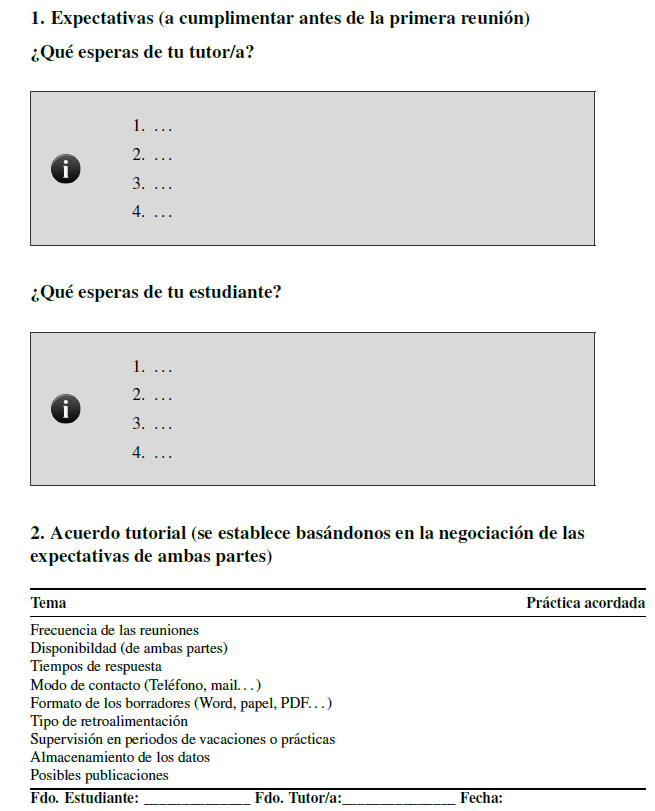 1. Expectativas (a cumplimentar antes de la primera reunión)
¿Qué esperas de tu tutor/a?
1. ...
2. ...
3. ...
4. ...
¿Qué esperas de tu estudiante?
1. ...
2. ...
3. ...
4. ...
2. Acuerdo tutorial (se establece basándonos en la negociación de las
expectativas de ambas partes)
Tema Práctica acordada
Frecuencia de las reuniones
Disponibildad (de ambas partes)
Tiempos de respuesta
Modo de contacto (Teléfono, mail...)
Formato de los borradores (Word, papel, PDF...)
Tipo de retroalimentación
Supervisión en periodos de vacaciones o prácticas
Almacenamiento de los datos
Posibles publicaciones
Fdo. Estudiante: ______________ Fdo. Tutor/a:_______________ Fecha: